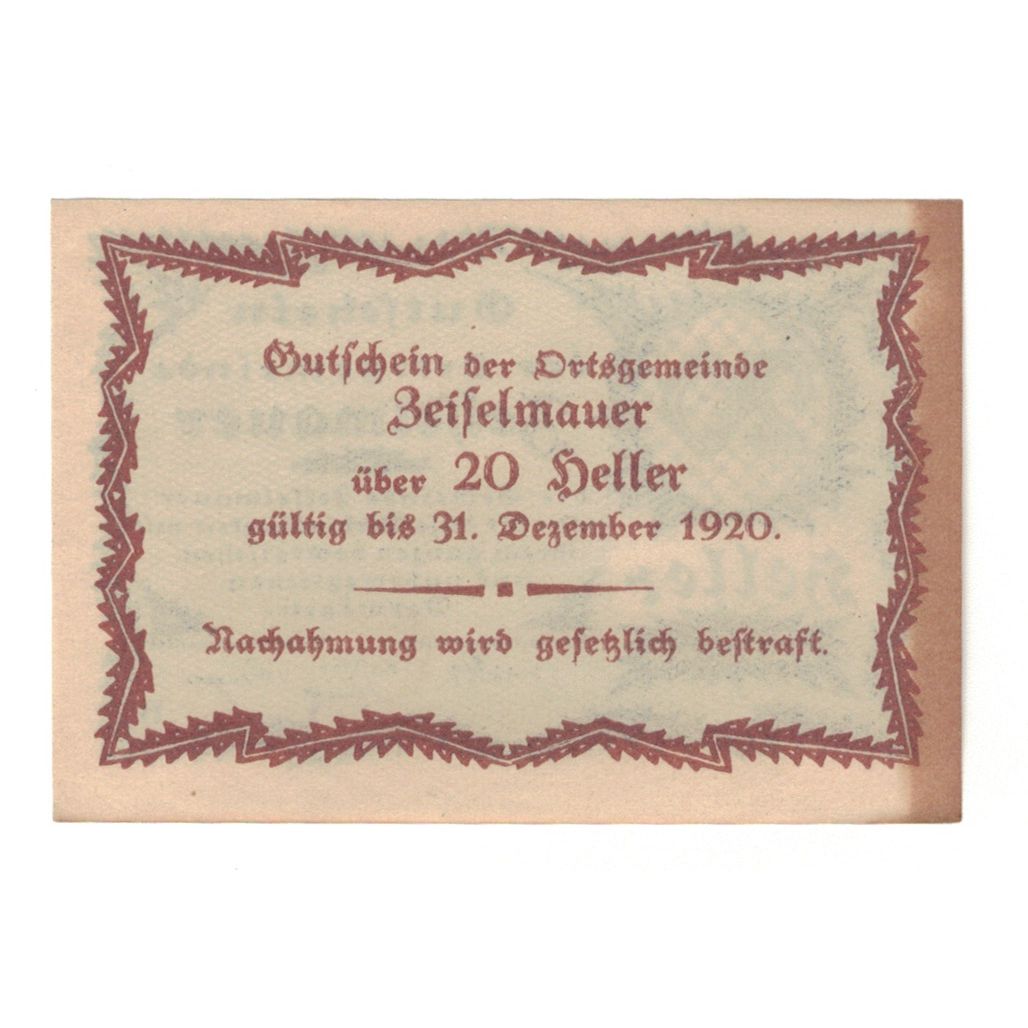 Gutschein der Ortsgemeinde
Zeiselmauer
über 20 Heller
gültig bis 31. Dezember 1920.
Nachahmung wird gesetzlich bestraft.